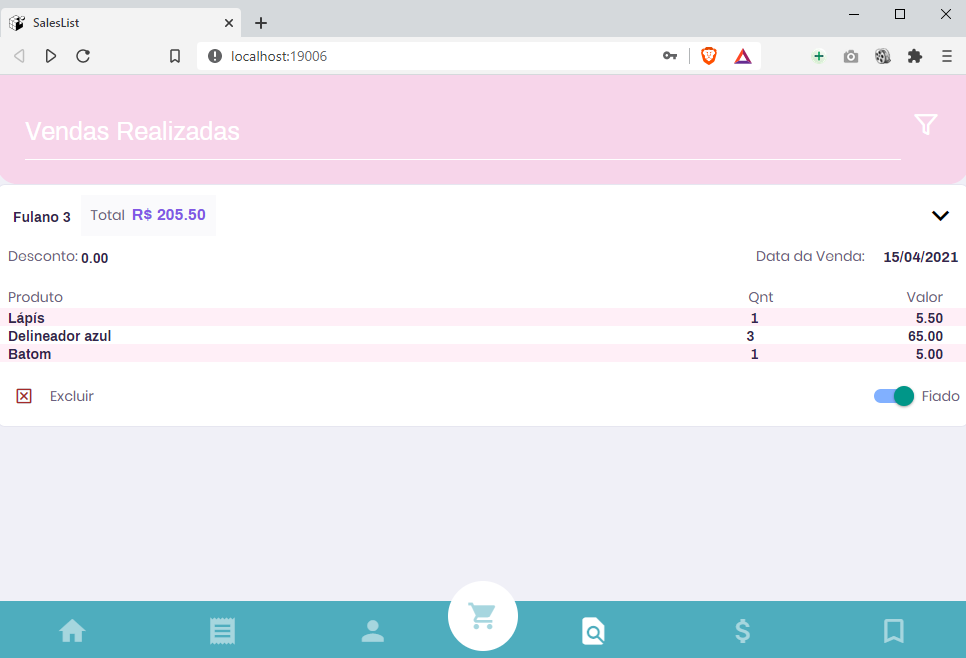 SalesList
localhost:19006
Vendas Realizadas
Fulano 3 Total R$ 205.50
Desconto: 0.00 Data da Venda: 15/04/2021
Produto Qnt Valor
Lápís 1 5.50
Delineador azul 3 65.00
Batom 1 5.00
Excluir Fiado